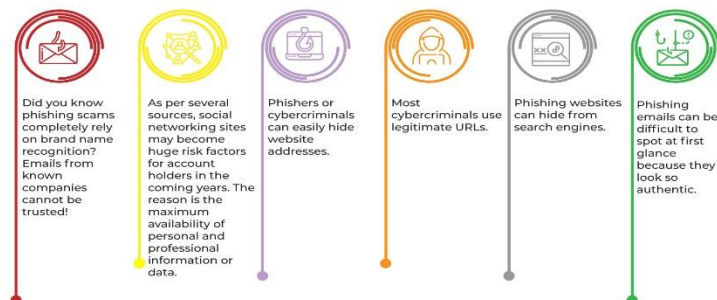 Did you know
phishing scams
completely rely on
brand name
recognition?
Emails from
known
companies
cannot be
trusted!
As per several
sources, social
networking sites
may become
huge risk factors
for account
holders in the
coming years. The
reason is the
maximum
availability of
personal and
professional
information or
data.
Phishers or
cybercriminals
can easily hide
website
addresses.
Most
cybercriminals use
legitimate URLs.
Phishing websites
can hide from
search engines.
Phishing
emails can be
difficult to
spot at first
glance
because they
look so
authentic.